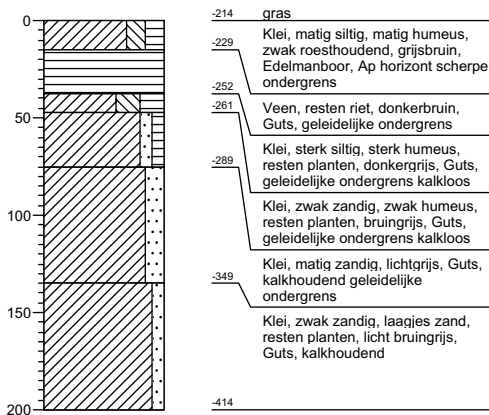 0
50
100
150
200
-214
gras
-229
Klei, matig siltig, matig humeus,
zwak roesthoudend, grijsbruin,
Edelmanboor, Ap horizont scherpe
ondergrens
-252
Veen, resten riet, donkerbruin,
Guts, geleidelijke ondergrens
-261
Klei, sterk siltig, sterk humeus,
resten planten, donkergrijs, Guts,
geleidelijke ondergrens kalkloos
-289
Klei, zwak zandig, zwak humeus,
resten planten, bruingrijs, Guts,
geleidelijke ondergrens kalkloos
-349
Klei, matig zandig, lichtgrijs, Guts,
kalkhoudend geleidelijke
ondergrens
Klei, zwak zandig, laagjes zand,
resten planten, licht bruingrijs,
Guts, kalkhoudend
-414